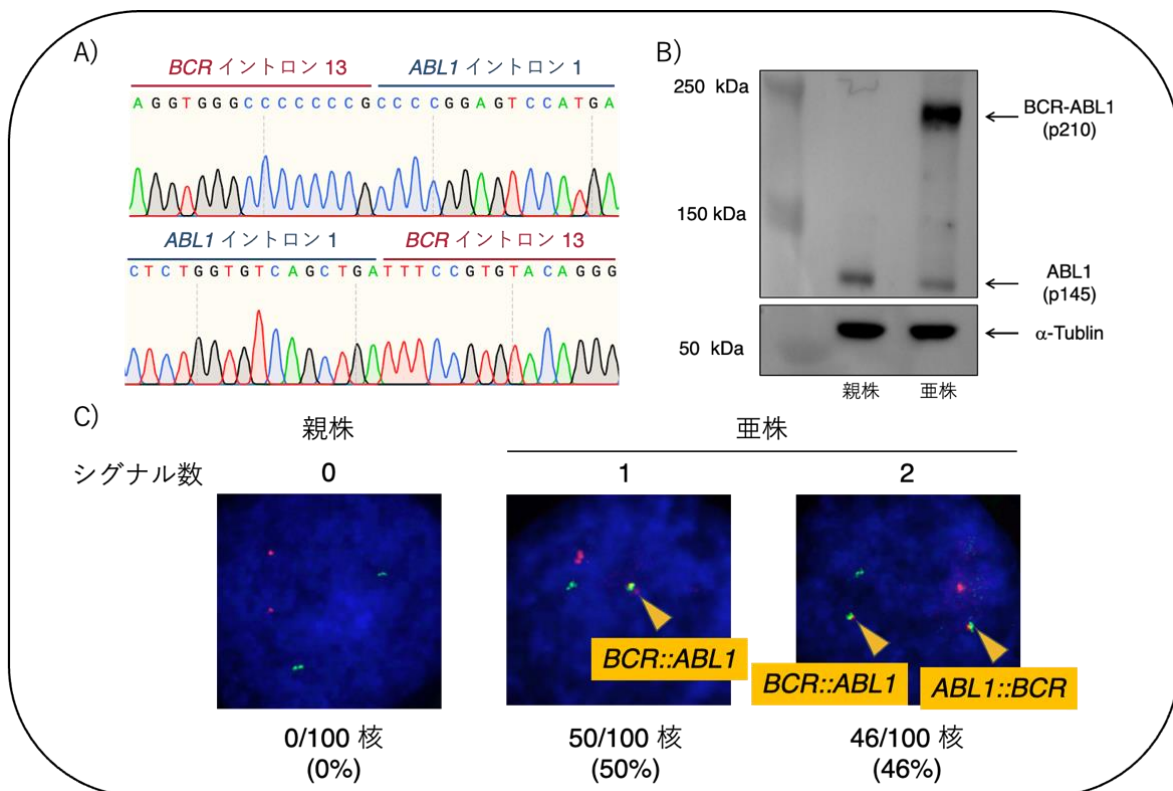 A)
BCR イントロン 13 ABL1 イントロン 1
A G G T G G G C C C C C C C G C C C C G G A G T C C A T G A
ABL1 イントロン 1 BCR イントロン 13
C T C T G G T G T C A G C T G A T T T C C G T G T A C A G G G
B)
250 kDa
BCR-ABL1
(p210)
150 kDa
ABL1
(p145)
α-Tublin
50 kDa
親株 亜株
C)
親株 亜株
シグナル数 0 1 2
BCR::ABL1 BCR::ABL1 ABL1::BCR
0/100 核 50/100 核 46/100 核
(0%) (50%) (46%)